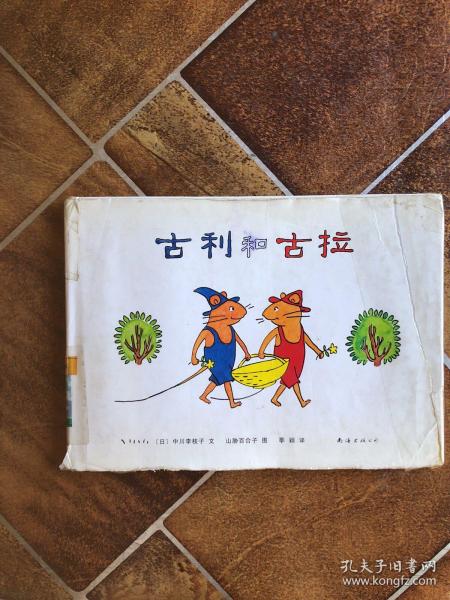 古利和古拉
〔日〕中川李枝子 文 山胁百合子 图 季颖 译 南海出版公司
孔夫子旧书网
www.kongfz.com